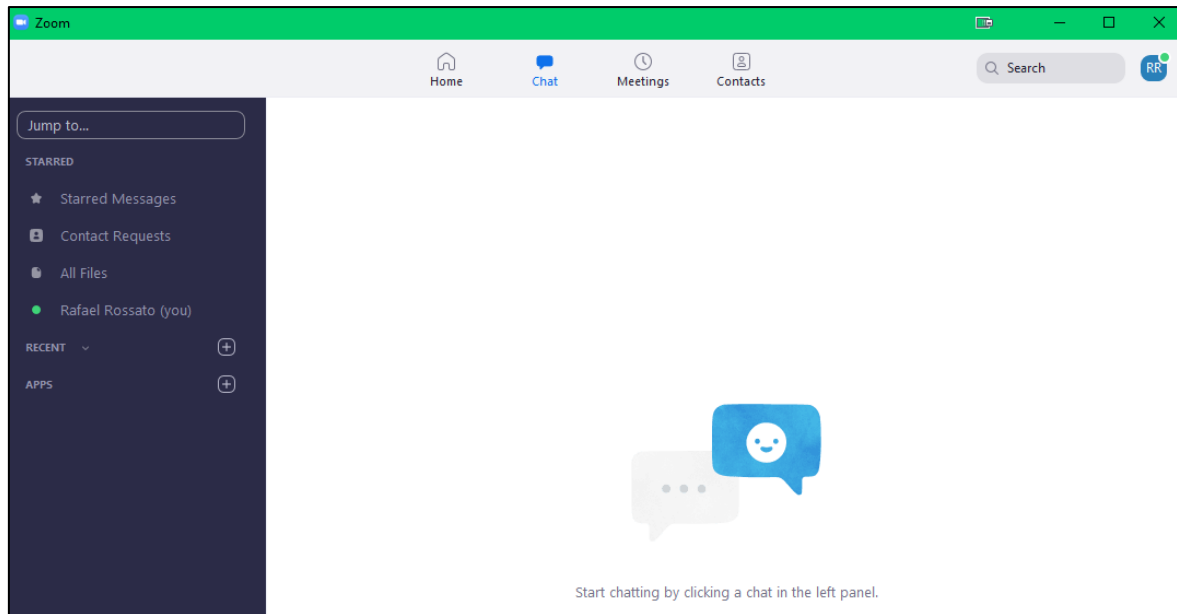 Zoom
Home Chat Meetings Contacts
Search
RR
Jump to...
STARRED
Starred Messages
Contact Requests
All Files
Rafael Rossato (you)
RECENT
APPS
Start chatting by clicking a chat in the left panel.